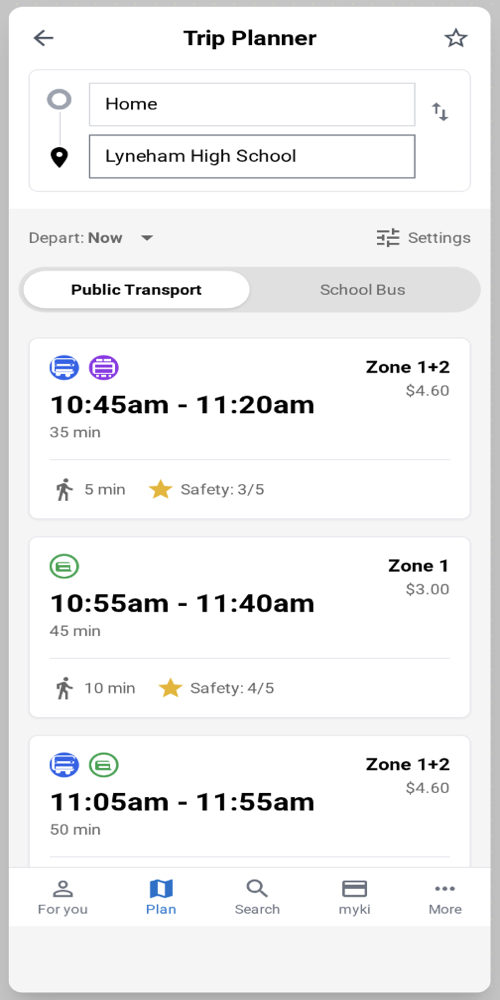 Trip Planner
Home
Lyneham High School
Depart: Now
Settings
Public Transport
School Bus
Zone 1+2
10:45am - 11:20am
$4.60
35 min
5 min
Safety: 3/5
Zone 1
10:55am - 11:40am
$3.00
45 min
10 min
Safety: 4/5
Zone 1+2
11:05am - 11:55am
$4.60
50 min
For you
Plan
Search
myki
More